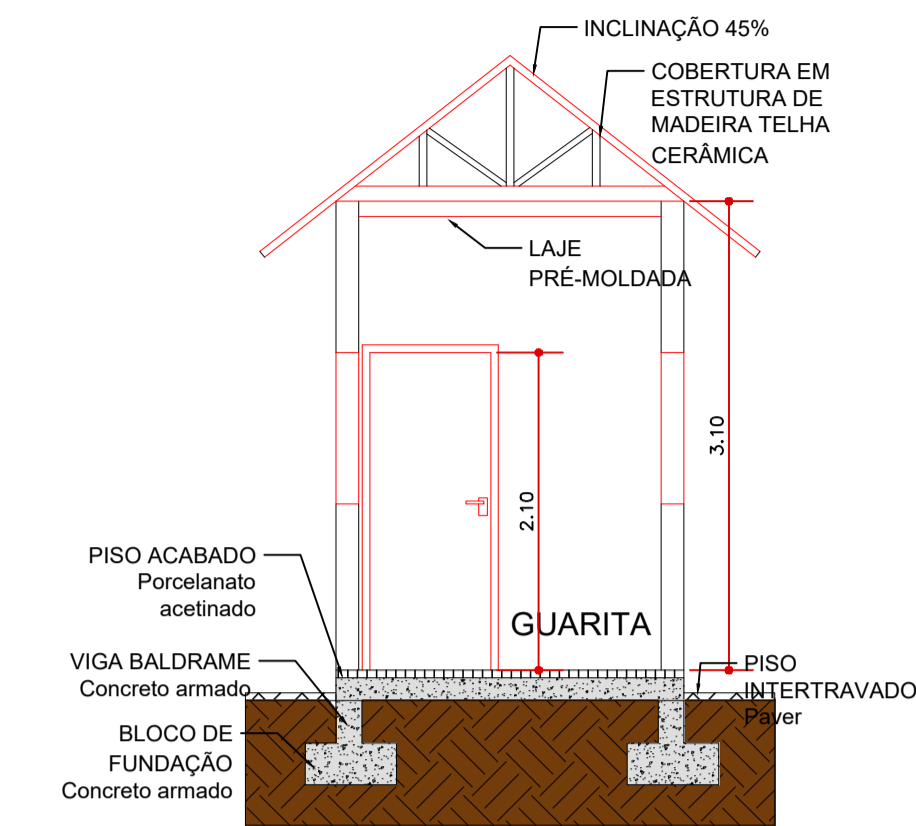 INCLINAÇÃO 45%
COBERTURA EM
ESTRUTURA DE
MADEIRA TELHA
CERÂMICA
LAJE
PRÉ-MOLDADA
3.10
2.10
PISO ACABADO
Porcelanato
acetinado
GUARITA
VIGA BALDRAME
Concreto armado
PISO
INTERTRAVADO
Paver
BLOCO DE
FUNDAÇÃO
Concreto armado